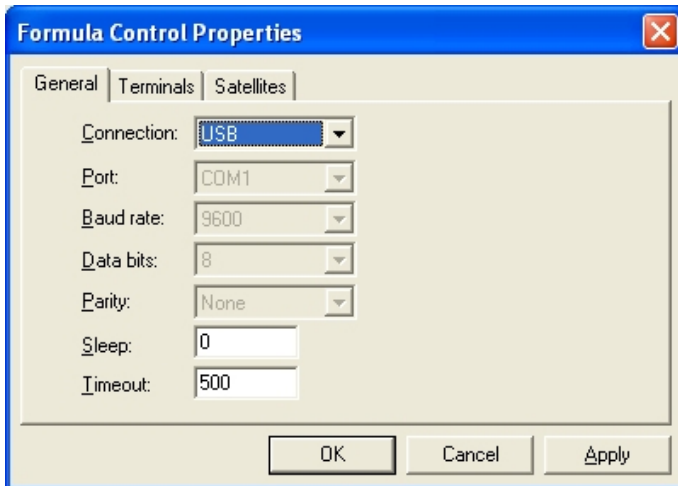 Formula Control Properties
General Terminals Satellites
Connection: USB
Port: COM1
Baud rate: 9600
Data bits: 8
Parity: None
Sleep: 0
Timeout: 500
OK Cancel Apply